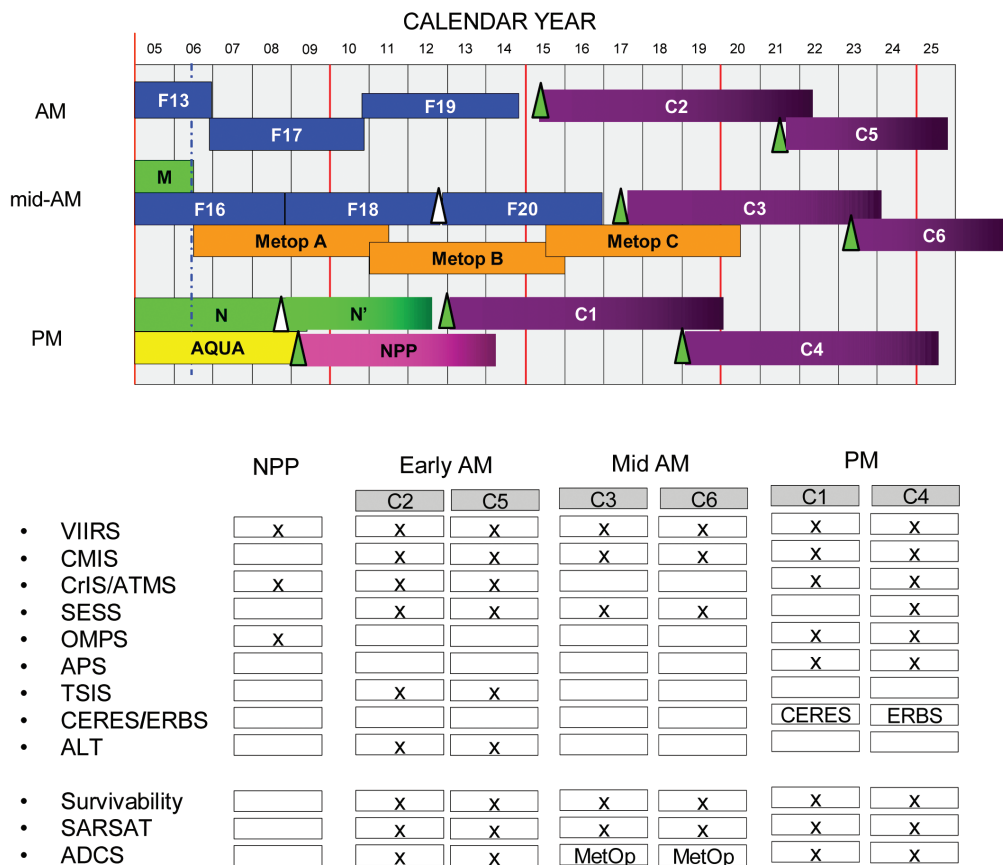 CALENDAR YEAR
05 06 07 08 09 10 11 12 13 14 15 16 17 18 19 20 21 22 23 24 25
AM
F13 F19 C2
F17 C5
M
mid-AM
F16 F18 F20 C3
Metop A Metop C C6
Metop B
PM
N N' C1
AQUA NPP C4
NPP Early AM Mid AM PM
C2 C5 C3 C6 C1 C4
• VIIRS x x x x x x x
• CMIS x x x x x x
• CrIS/ATMS x x x x x
• SESS x x x x x
• OMPS x x x
• APS x x
• TSIS x x
• CERES/ERBS CERES ERBS
• ALT x x
• Survivability x x x x x x
• SARSAT x x x x x x
• ADCS x x MetOp MetOp x x